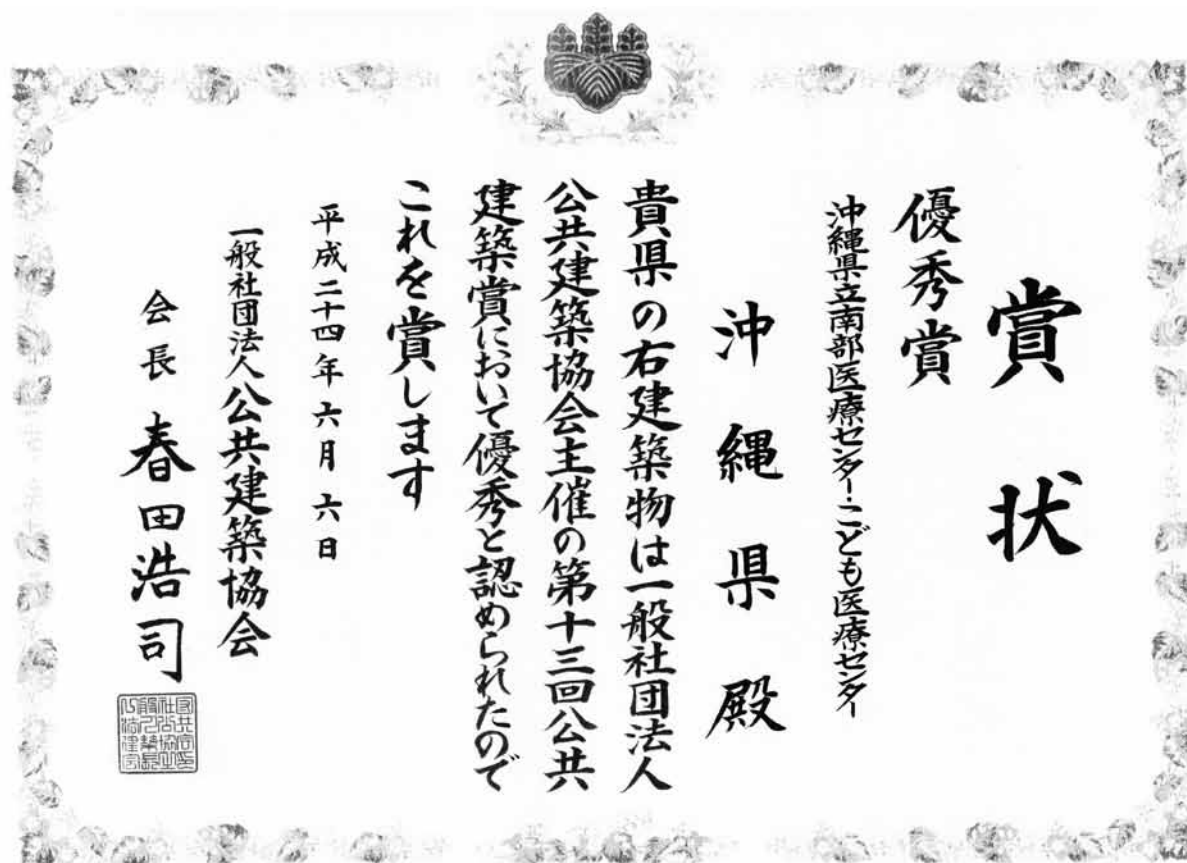 賞状
優秀賞
沖縄県立南部医療センター・こども医療センター
沖縄県殿
貴県の右建築物は一般社団法人
公共建築協会主催の第十三回公共
建築賞において優秀と認められたので
これを賞します
平成二十四年六月六日
一般社団法人公共建築協会
会長 春田浩司